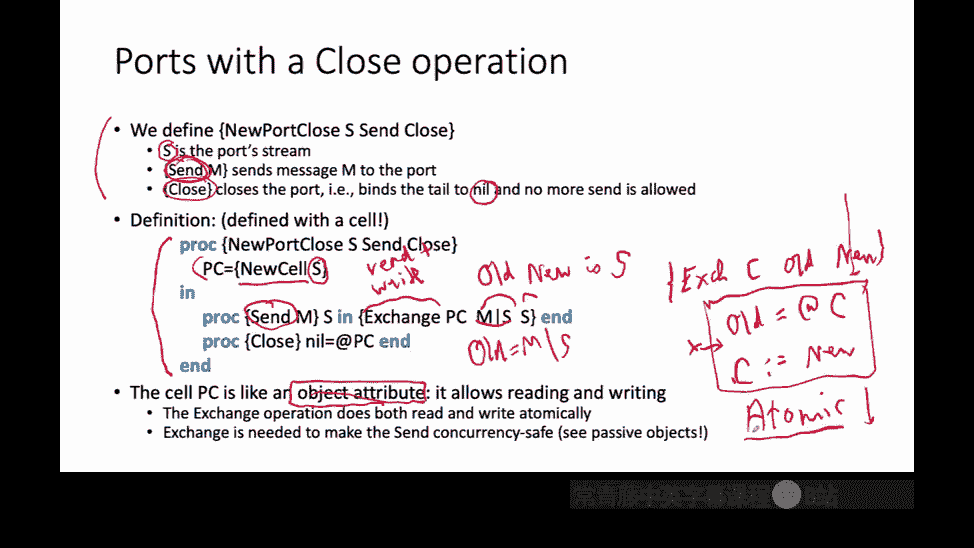 Ports with a Close operation
• We define {NewPortClose S Send Close}
• S is the port's stream
• {Send M} sends message M to the port
• {Close} closes the port, i.e., binds the tail to nil and no more send is allowed
• Definition: (defined with a cell!)
proc {NewPortClose S Send Close}
PC={NewCell S}
in
proc {Send M} S in {Exchange PC M|S S} end
proc {Close} nil=@PC end
end
• The cell PC is like an object attribute: it allows reading and writing
• The Exchange operation does both read and write atomically
• Exchange is needed to make the Send concurrency-safe (see passive objects!)
read +
write
Old New is S
Old = M|S
{Exch C Old New}
Old = @C
C := New
Atomic